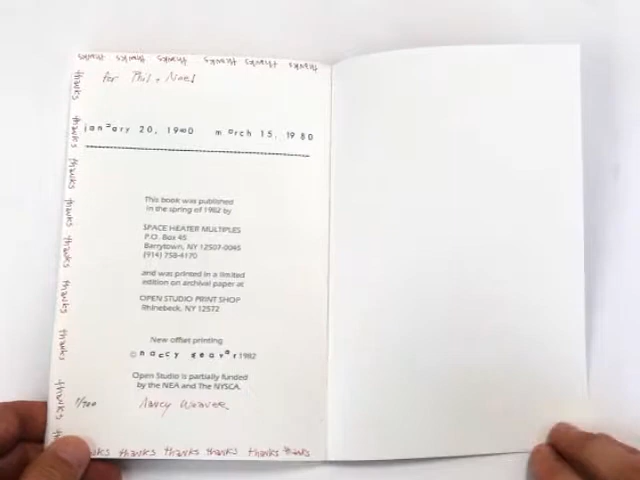 thanks thanks thanks thanks thanks thanks
for Phil + Noel
january 20, 1980 march 15, 1980
This book was published
in the spring of 1982 by
SPACE HEATER MULTIPLES
P.O. Box 45
Barrytown, NY 12507-0045
(914) 758-4170
and was printed in a limited
edition on archival paper at
OPEN STUDIO PRINT SHOP
Rhinebeck, NY 12572
New offset printing
© 1982
Open Studio is partially funded
by the NEA and The NYSCA.
1/700 Nancy Weaver
thanks thanks thanks thanks thanks thanks
thanks
thanks
thanks
thanks
thanks
thanks
thanks
thanks